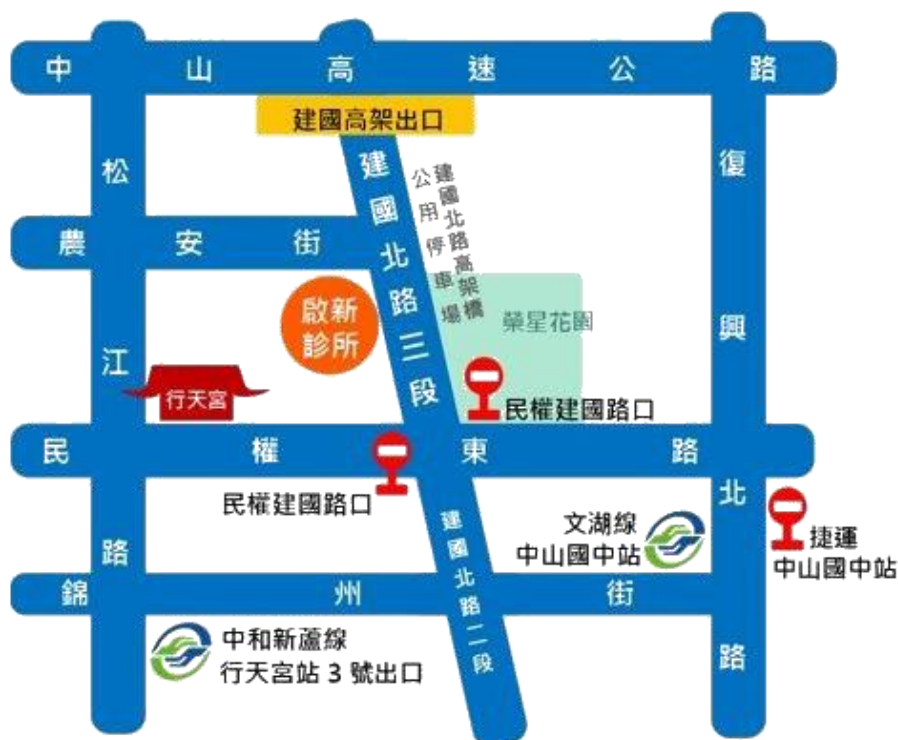 中山高速公路
建國高架出口
松江路
復興北路
建國北路三段
建國北路高架橋
公用停車場
農安街
啟新
診所
榮星花園
行天宮
民權建國路口
民權東路
民權建國路口
建國北路二段
文湖線
中山國中站
捷運
中山國中站
錦州街
中和新蘆線
行天宮站 3 號出口